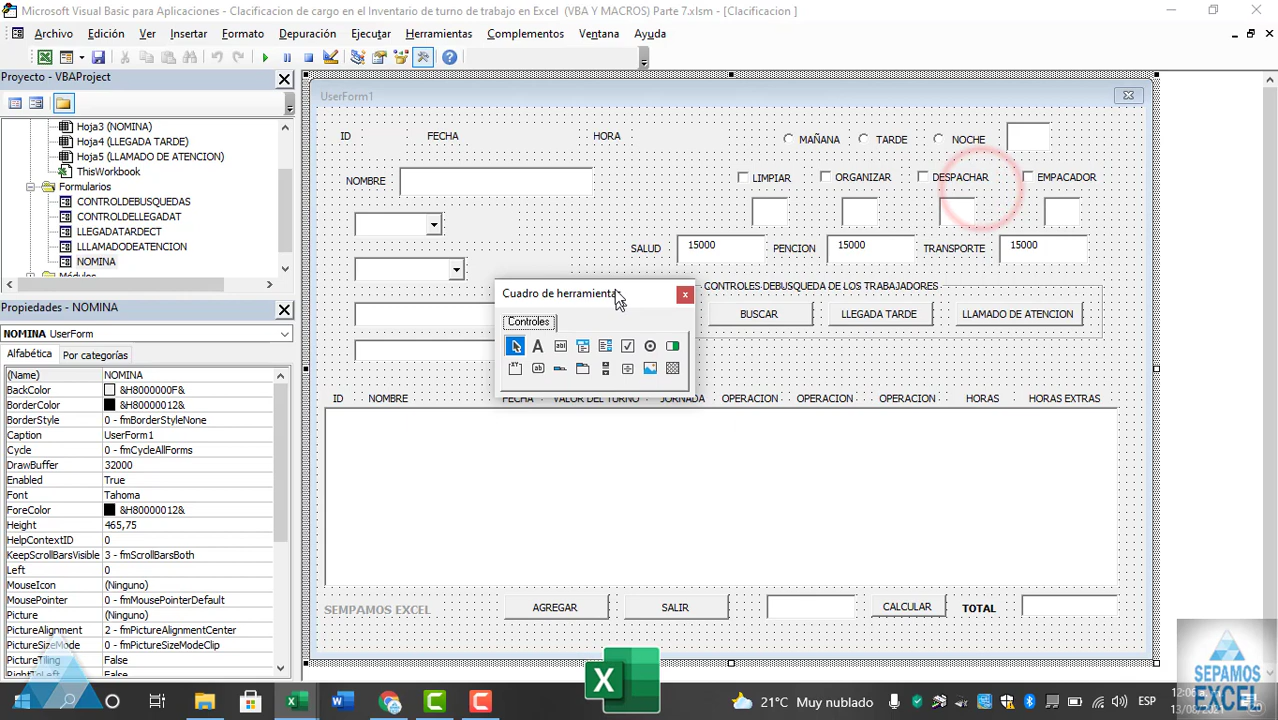 Microsoft Visual Basic para Aplicaciones - Clacificacion de cargo en el Inventario de turno de trabajo en Excel (VBA Y MACROS) Parte 7.xlsm - [Clacificacion ]
Archivo Edición Ver Insertar Formato Depuración Ejecutar Herramientas Complementos Ventana Ayuda
Proyecto - VBAProject
Hoja3 (NOMINA)
Hoja4 (LLEGADA TARDE)
Hoja5 (LLAMADO DE ATENCION)
ThisWorkbook
Formularios
CONTROLDEBUSQUEDAS
CONTROLDELLEGADAT
LLEGADATARDECT
LLLAMADODEATENCION
NOMINA
Módulos
Propiedades - NOMINA
NOMINA UserForm
Alfabética Por categorías
(Name) NOMINA
BackColor &H8000000F&
BorderColor &H80000012&
BorderStyle 0 - fmBorderStyleNone
Caption UserForm1
Cycle 0 - fmCycleAllForms
DrawBuffer 32000
Enabled True
Font Tahoma
ForeColor &H80000012&
Height 465,75
HelpContextID 0
KeepScrollBarsVisible 3 - fmScrollBarsBoth
Left 0
MouseIcon (Ninguno)
MousePointer 0 - fmMousePointerDefault
Picture (Ninguno)
PictureAlignment 2 - fmPictureAlignmentCenter
PictureSizeMode 0 - fmPictureSizeModeClip
PictureTiling False
RightToLeft False
UserForm1
ID FECHA HORA MAÑANA TARDE NOCHE
NOMBRE LIMPIAR ORGANIZAR DESPACHAR EMPACADOR
SALUD 15000 PENCION 15000 TRANSPORTE 15000
Cuadro de herramientas
Controles
CONTROLES DEBUSQUEDA DE LOS TRABAJADORES
BUSCAR LLEGADA TARDE LLAMADO DE ATENCION
ID NOMBRE FECHA VALOR DEL TURNO JORNADA OPERACION OPERACION OPERACION HORAS HORAS EXTRAS
SEMPAMOS EXCEL AGREGAR SALIR CALCULAR TOTAL
X
SEPAMOS
EXCEL
21°C Muy nublado ESP
13/08/2021